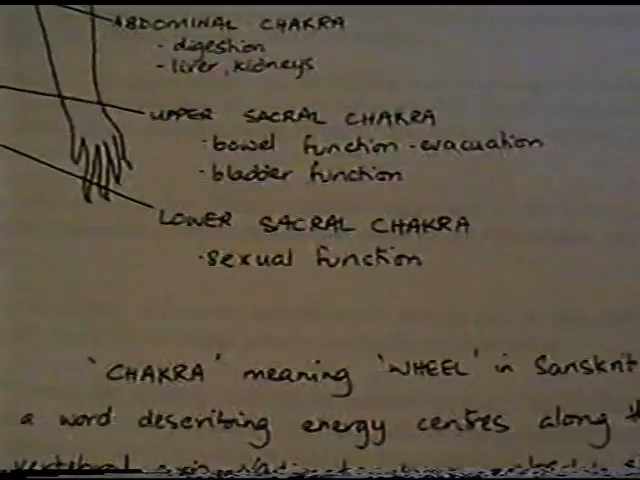 ABDOMINAL CHAKRA
· digestion
- liver, kidneys
UPPER SACRAL CHAKRA
· bowel function - evacuation
· bladder function
LOWER SACRAL CHAKRA
· sexual function
'CHAKRA' meaning 'WHEEL' in Sanskrit
a word describing energy centres along
vertebral